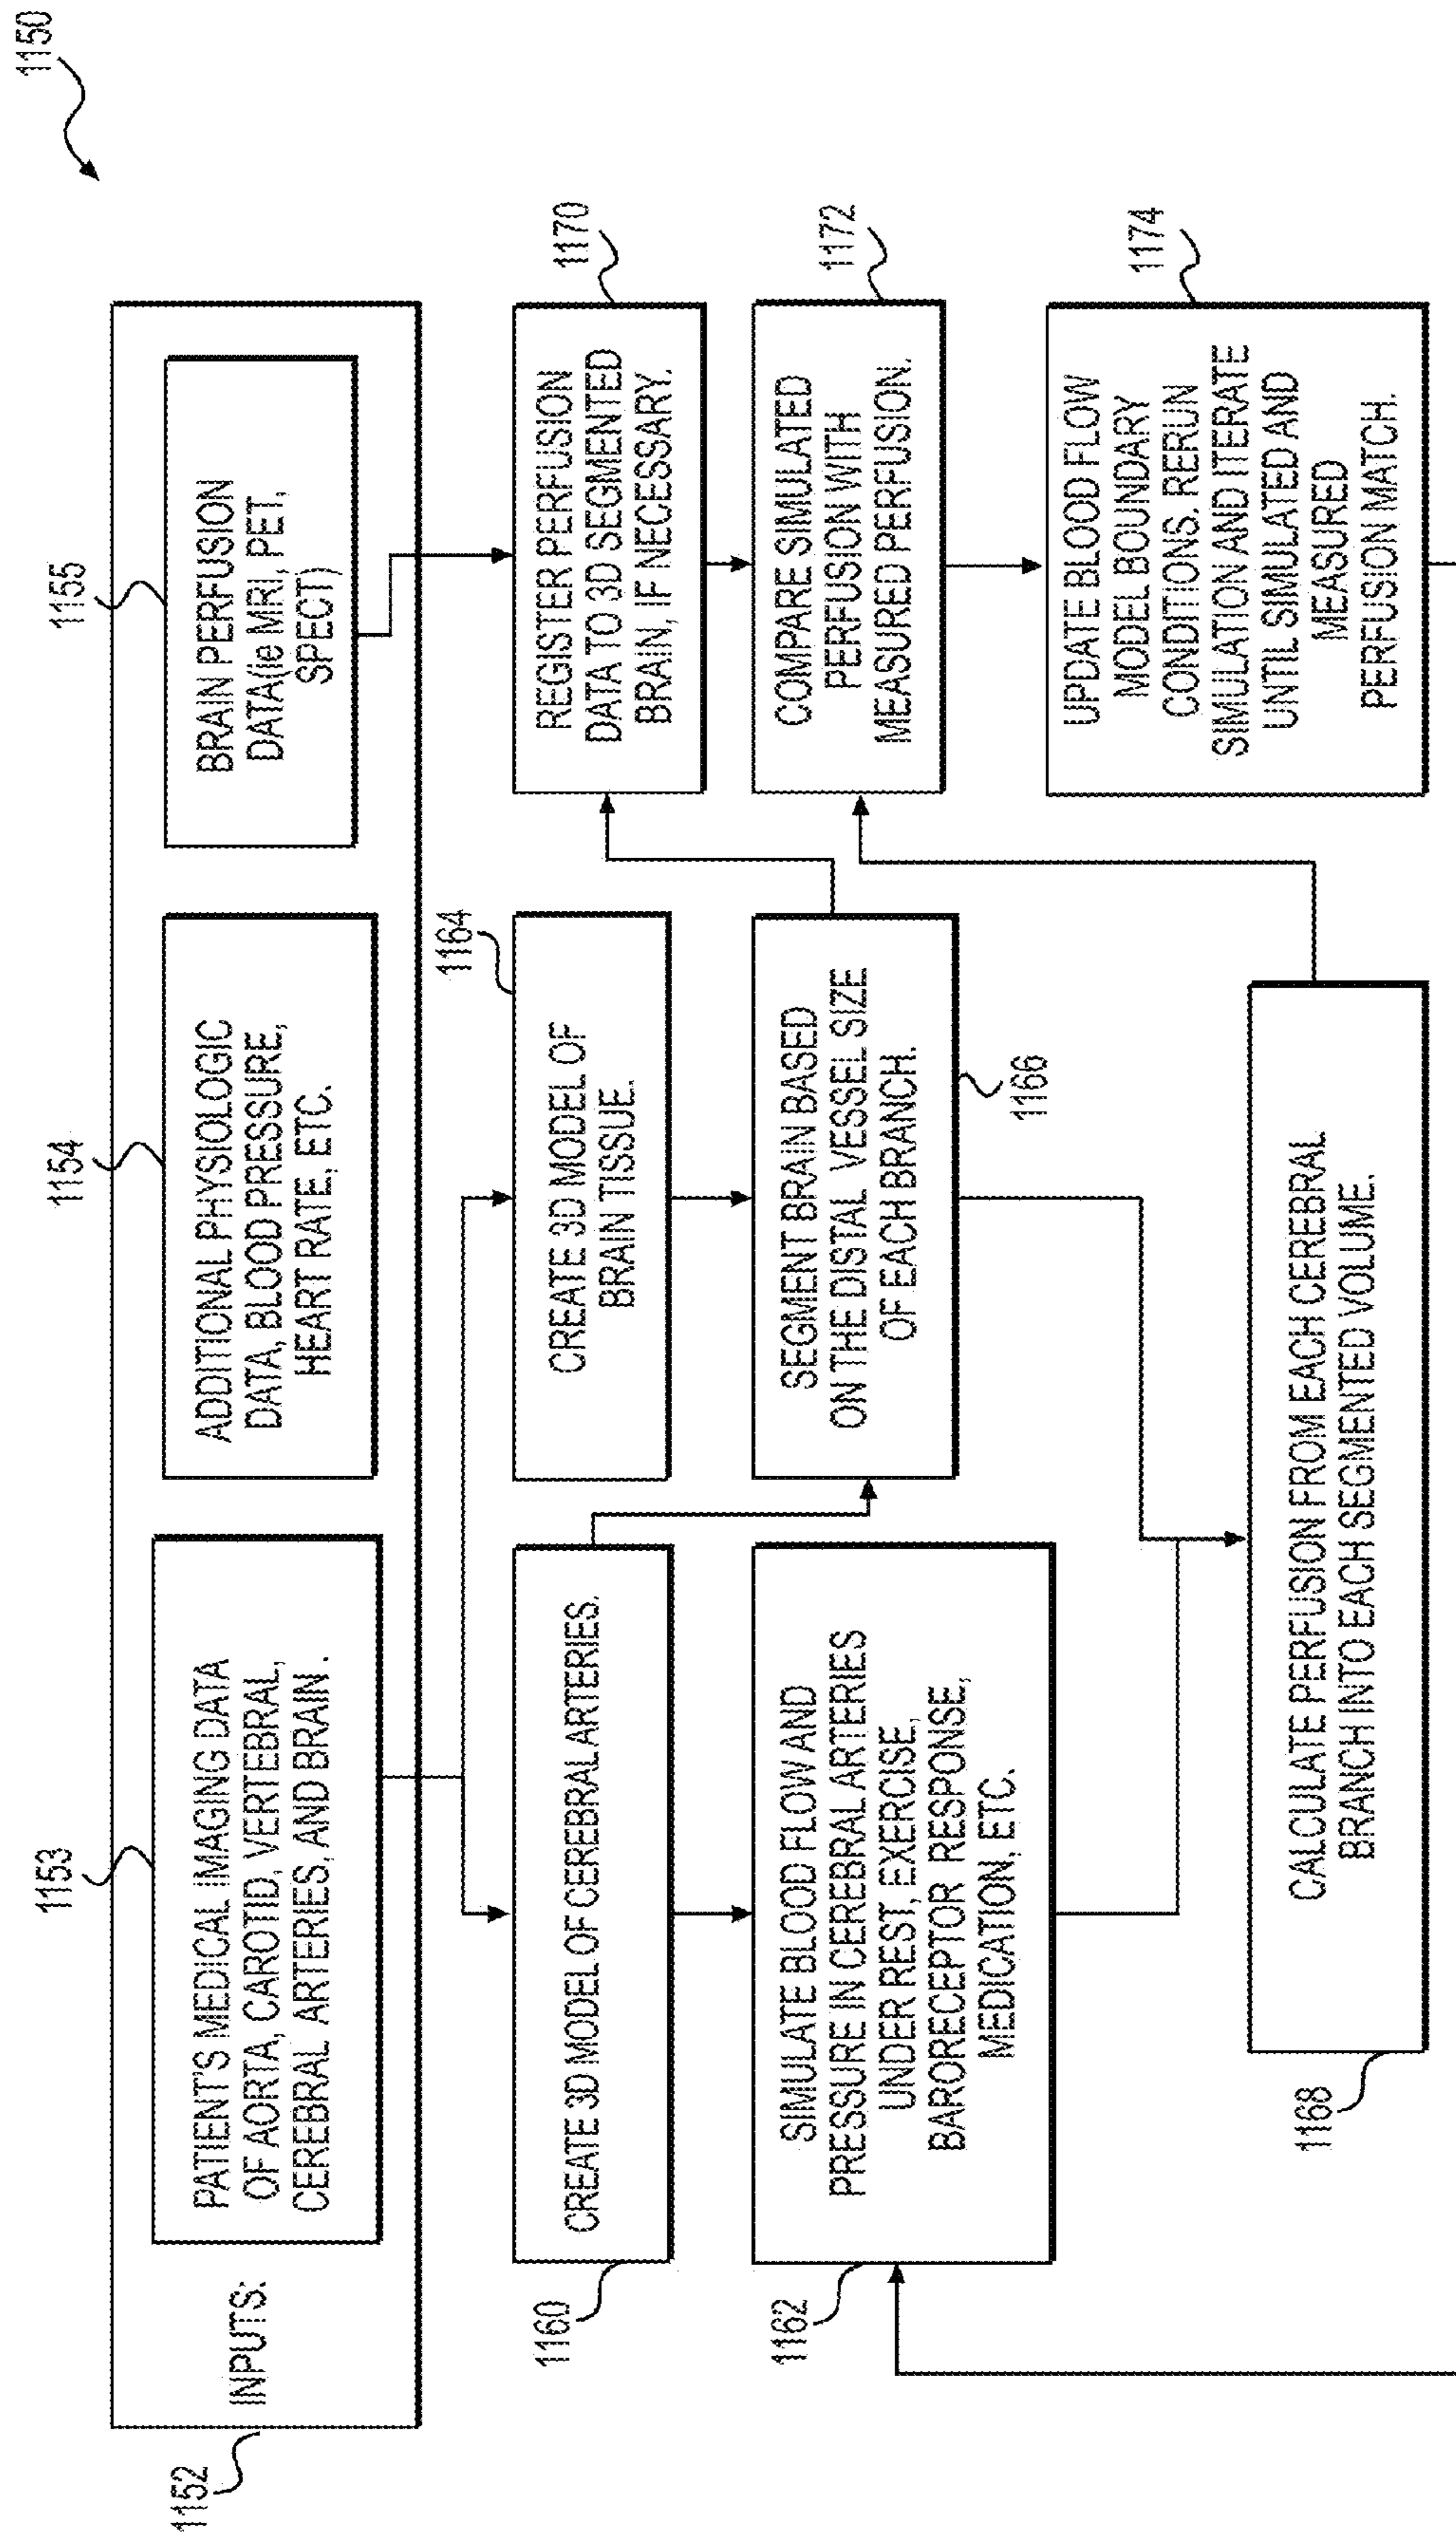 1150
1152
INPUTS:
1153
PATIENT'S MEDICAL IMAGING DATA
OF AORTA, CAROTID, VERTEBRAL,
CEREBRAL ARTERIES, AND BRAIN.
1154
ADDITIONAL PHYSIOLOGIC
DATA, BLOOD PRESSURE,
HEART RATE, ETC.
1155
BRAIN PERFUSION
DATA(ie MRI, PET,
SPECT)
1160
CREATE 3D MODEL OF CEREBRAL ARTERIES.
1164
CREATE 3D MODEL OF
BRAIN TISSUE.
1170
REGISTER PERFUSION
DATA TO 3D SEGMENTED
BRAIN, IF NECESSARY.
1162
SIMULATE BLOOD FLOW AND
PRESSURE IN CEREBRAL ARTERIES
UNDER REST, EXERCISE,
BARORECEPTOR RESPONSE,
MEDICATION, ETC.
1166
SEGMENT BRAIN BASED
ON THE DISTAL VESSEL SIZE
OF EACH BRANCH.
1172
COMPARE SIMULATED
PERFUSION WITH
MEASURED PERFUSION.
1168
CALCULATE PERFUSION FROM EACH CEREBRAL
BRANCH INTO EACH SEGMENTED VOLUME.
1174
UPDATE BLOOD FLOW
MODEL BOUNDARY
CONDITIONS. RERUN
SIMULATION AND ITERATE
UNTIL SIMULATED AND
MEASURED
PERFUSION MATCH.